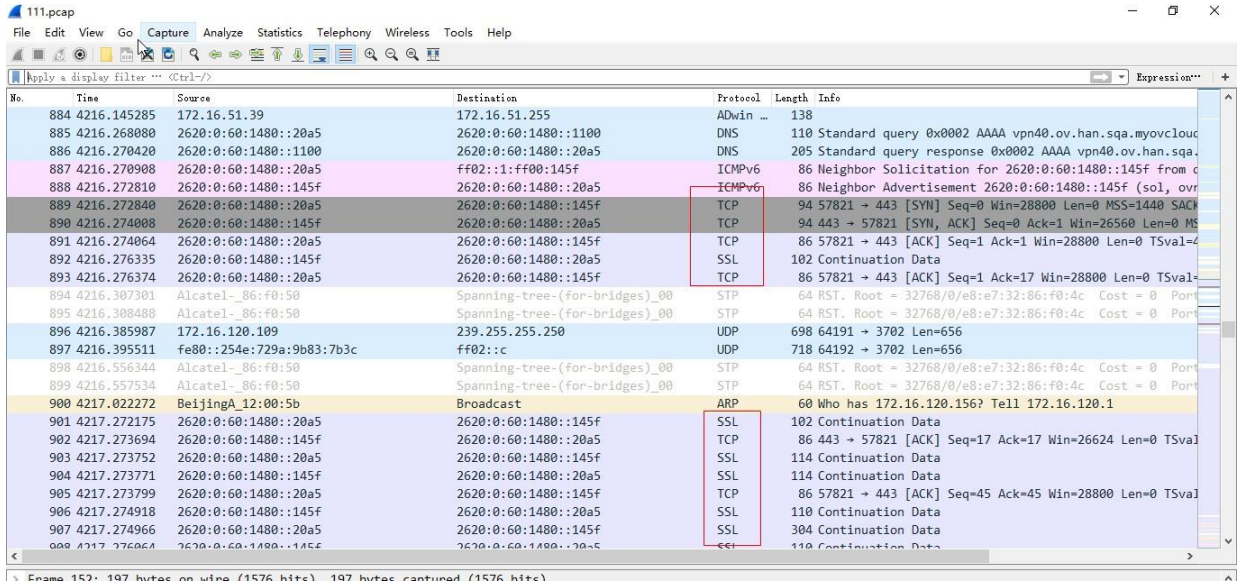 111.pcap
File Edit View Go Capture Analyze Statistics Telephony Wireless Tools Help
Apply a display filter ··· <Ctrl-/>
Expression···
+
No. Time Source Destination Protocol Length Info
884 4216.145285 172.16.51.39 172.16.51.255 ADwin … 138
885 4216.268080 2620:0:60:1480::20a5 2620:0:60:1480::1100 DNS 110 Standard query 0x0002 AAAA vpn40.ov.han.sqa.myovcloud
886 4216.270420 2620:0:60:1480::1100 2620:0:60:1480::20a5 DNS 205 Standard query response 0x0002 AAAA vpn40.ov.han.sqa.
887 4216.270908 2620:0:60:1480::20a5 ff02::1:ff00:145f ICMPv6 86 Neighbor Solicitation for 2620:0:60:1480::145f from
888 4216.272810 2620:0:60:1480::145f 2620:0:60:1480::20a5 ICMPv6 86 Neighbor Advertisement 2620:0:60:1480::145f (sol, ovr
889 4216.272840 2620:0:60:1480::20a5 2620:0:60:1480::145f TCP 94 57821 → 443 [SYN] Seq=0 Win=28800 Len=0 MSS=1440 SACK
890 4216.274008 2620:0:60:1480::145f 2620:0:60:1480::20a5 TCP 94 443 → 57821 [SYN, ACK] Seq=0 Ack=1 Win=26560 Len=0 MS
891 4216.274064 2620:0:60:1480::20a5 2620:0:60:1480::145f TCP 86 57821 → 443 [ACK] Seq=1 Ack=1 Win=28800 Len=0 TSval=4
892 4216.276335 2620:0:60:1480::145f 2620:0:60:1480::20a5 SSL 102 Continuation Data
893 4216.276374 2620:0:60:1480::20a5 2620:0:60:1480::145f TCP 86 57821 → 443 [ACK] Seq=1 Ack=17 Win=28800 Len=0 TSval=
894 4216.307301 Alcatel-_86:f0:50 Spanning-tree-(for-bridges)_00 STP 64 RST. Root = 32768/0/e8:e7:32:86:f0:4c Cost = 0 Port
895 4216.308488 Alcatel-_86:f0:50 Spanning-tree-(for-bridges)_00 STP 64 RST. Root = 32768/0/e8:e7:32:86:f0:4c Cost = 0 Port
896 4216.385987 172.16.120.109 239.255.255.250 UDP 698 64191 → 3702 Len=656
897 4216.395511 fe80::254e:729a:9b83:7b3c ff02::c UDP 718 64192 → 3702 Len=656
898 4216.556344 Alcatel-_86:f0:50 Spanning-tree-(for-bridges)_00 STP 64 RST. Root = 32768/0/e8:e7:32:86:f0:4c Cost = 0 Port
899 4216.557534 Alcatel-_86:f0:50 Spanning-tree-(for-bridges)_00 STP 64 RST. Root = 32768/0/e8:e7:32:86:f0:4c Cost = 0 Port
900 4217.022272 BeijingA_12:00:5b Broadcast ARP 60 Who has 172.16.120.156? Tell 172.16.120.1
901 4217.272175 2620:0:60:1480::20a5 2620:0:60:1480::145f SSL 102 Continuation Data
902 4217.273694 2620:0:60:1480::145f 2620:0:60:1480::20a5 TCP 86 443 → 57821 [ACK] Seq=17 Ack=17 Win=26624 Len=0 TSval
903 4217.273752 2620:0:60:1480::20a5 2620:0:60:1480::145f SSL 114 Continuation Data
904 4217.273771 2620:0:60:1480::145f 2620:0:60:1480::20a5 SSL 114 Continuation Data
905 4217.273799 2620:0:60:1480::20a5 2620:0:60:1480::145f TCP 86 57821 → 443 [ACK] Seq=45 Ack=45 Win=28800 Len=0 TSval
906 4217.274918 2620:0:60:1480::145f 2620:0:60:1480::20a5 SSL 110 Continuation Data
907 4217.274966 2620:0:60:1480::20a5 2620:0:60:1480::145f SSL 304 Continuation Data
908 4217.276064 2620:0:60:1480::145f 2620:0:60:1480::20a5 SSL 110 Continuation Data
> Frame 152: 197 bytes on wire (1576 bits), 197 bytes captured (1576 bits)